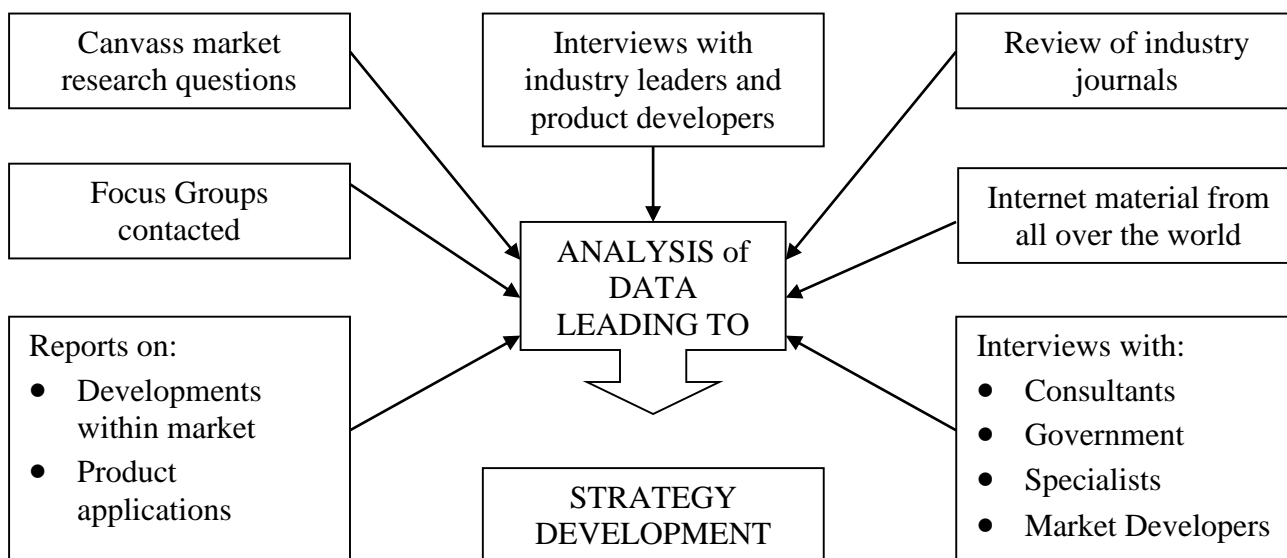 Canvass market
research questions
Interviews with
industry leaders and
product developers
Review of industry
journals
Focus Groups
contacted
Internet material from
all over the world
ANALYSIS of
DATA
LEADING TO
Reports on:
● Developments
within market
● Product
applications
Interviews with:
● Consultants
● Government
● Specialists
● Market Developers
STRATEGY
DEVELOPMENT